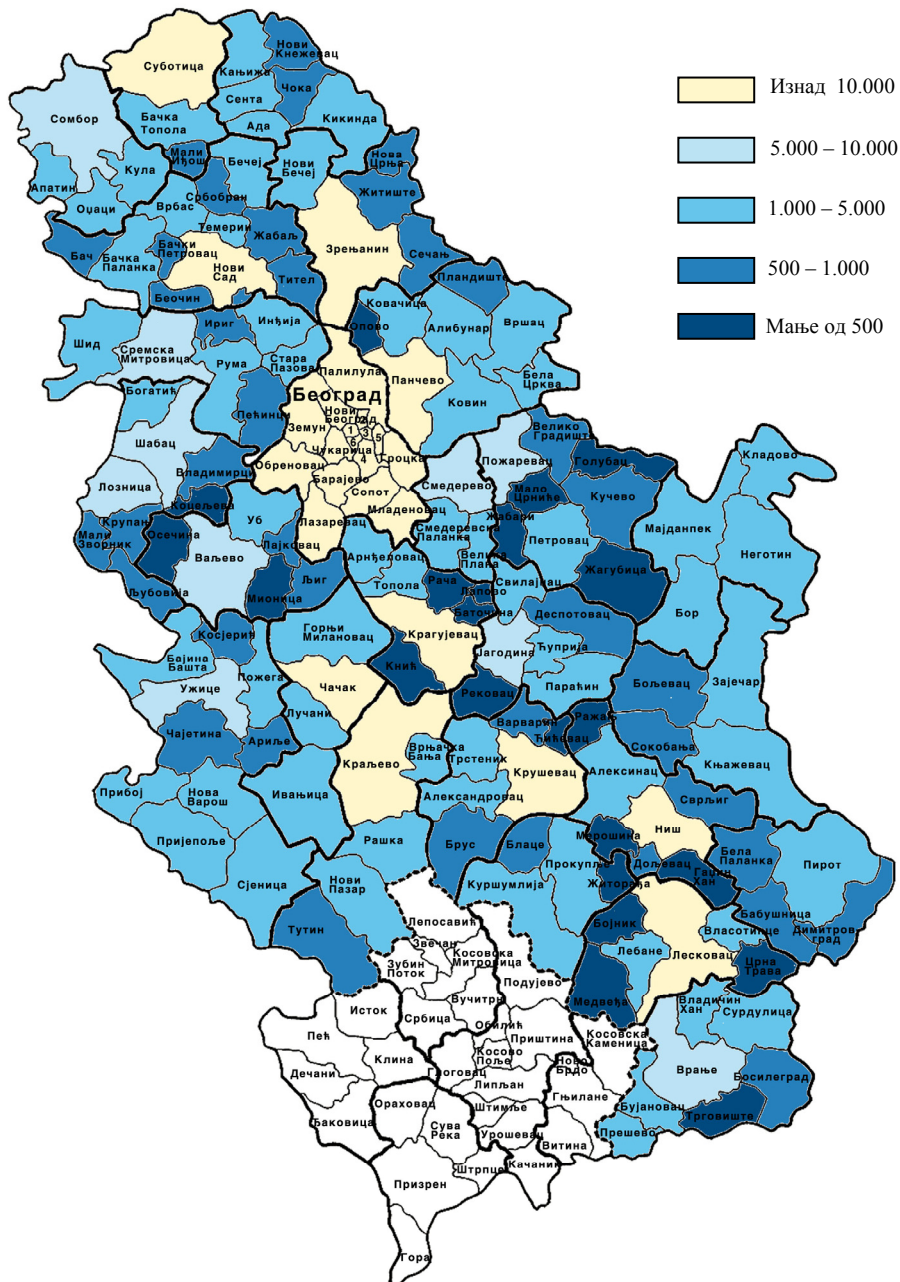 Изнад 10.000
5.000 – 10.000
1.000 – 5.000
500 – 1.000
Мање од 500
Суботица
Кањижа
Нови
Кнежевац
Чока
Сента
Ада
Кикинда
Сомбор
Бачка
Топола
Мали
Иђош
Бечеј
Нови
Бечеј
Нова
Црња
Житиште
Апатин
Кула
Оџаци
Врбас
Србобран
Темерин
Жабаљ
Зрењанин
Сечањ
Бач
Бачка
Паланка
Бачки
Петровац
Нови
Сад
Тител
Беочин
Пландиште
Ковачица
Опово
Алибунар
Вршац
Шид
Сремска
Митровица
Ириг
Инђија
Рума
Стара
Пазова
Палилула
Панчево
Бела
Црква
Ковин
Београд
Нови
Београд
Земун
1
2
3
4
5
6
Чукарица
Гроцка
Обреновац
Барајево
Сопот
Лазаревац
Младеновац
Богатић
Пећинци
Шабац
Лозница
Владимирци
Коцељева
Крупањ
Мали
Зворник
Осечина
Уб
Ваљево
Лајковац
Љубовија
Мионица
Љиг
Смедерево
Пожаревац
Велико
Градиште
Голубац
Мало
Црниће
Кучево
Жабари
Петровац
Смедеревска
Паланка
Велика
Плана
Жагубица
Кладово
Мајданпек
Неготин
Бор
Аранђеловац
Топола
Рача
Лапово
Баточина
Свилајнац
Деспотовац
Крагујевац
Кнић
Јагодина
Ћуприја
Параћин
Рековац
Горњи
Милановац
Косјерић
Бајина
Башта
Пожега
Ужице
Чачак
Лучани
Чајетина
Ариље
Бољевац
Зајечар
Варварин
Ћићевац
Ражањ
Сокобања
Књажевац
Краљево
Врњачка
Бања
Трстеник
Крушевац
Алексинац
Прибој
Нова
Варош
Ивањица
Александровац
Сврљиг
Пријепоље
Рашка
Брус
Блаце
Мерошина
Ниш
Бела
Паланка
Пирот
Сјеница
Нови
Пазар
Прокупље
Дољевац
Гаџин
Хан
Куршумлија
Житорађа
Бабушница
Димитров
град
Тутин
Бојник
Власотинце
Лебане
Лесковац
Црна
Трава
Медвеђа
Владичин
Хан
Сурдулица
Врање
Босилеград
Бујановац
Трговиште
Прешево
Лепосавић
Звечан
Зубин
Поток
Косовска
Митровица
Подујево
Вучитрн
Србица
Обилић
Приштина
Косовска
Каменица
Исток
Пећ
Клина
Дечани
Глоговац
Косово
Поље
Ново
Брдо
Липљан
Гњилане
Ђаковица
Ораховац
Штимље
Сува
Река
Урошевац
Витина
Штрпце
Качаник
Призрен
Гора